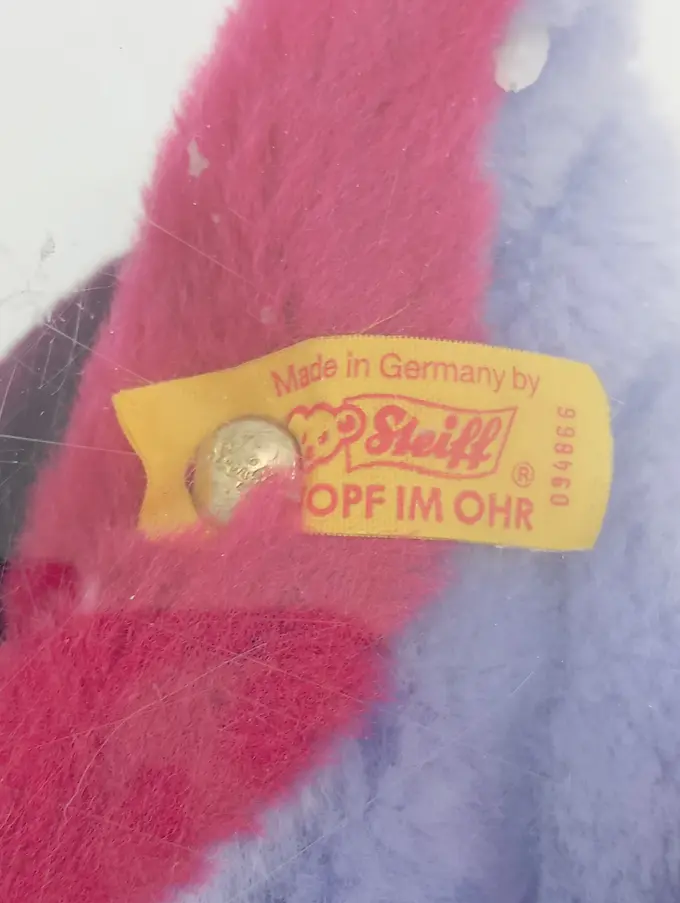 Made in Germany by
Steiff
®
OPF IM OHR
094866